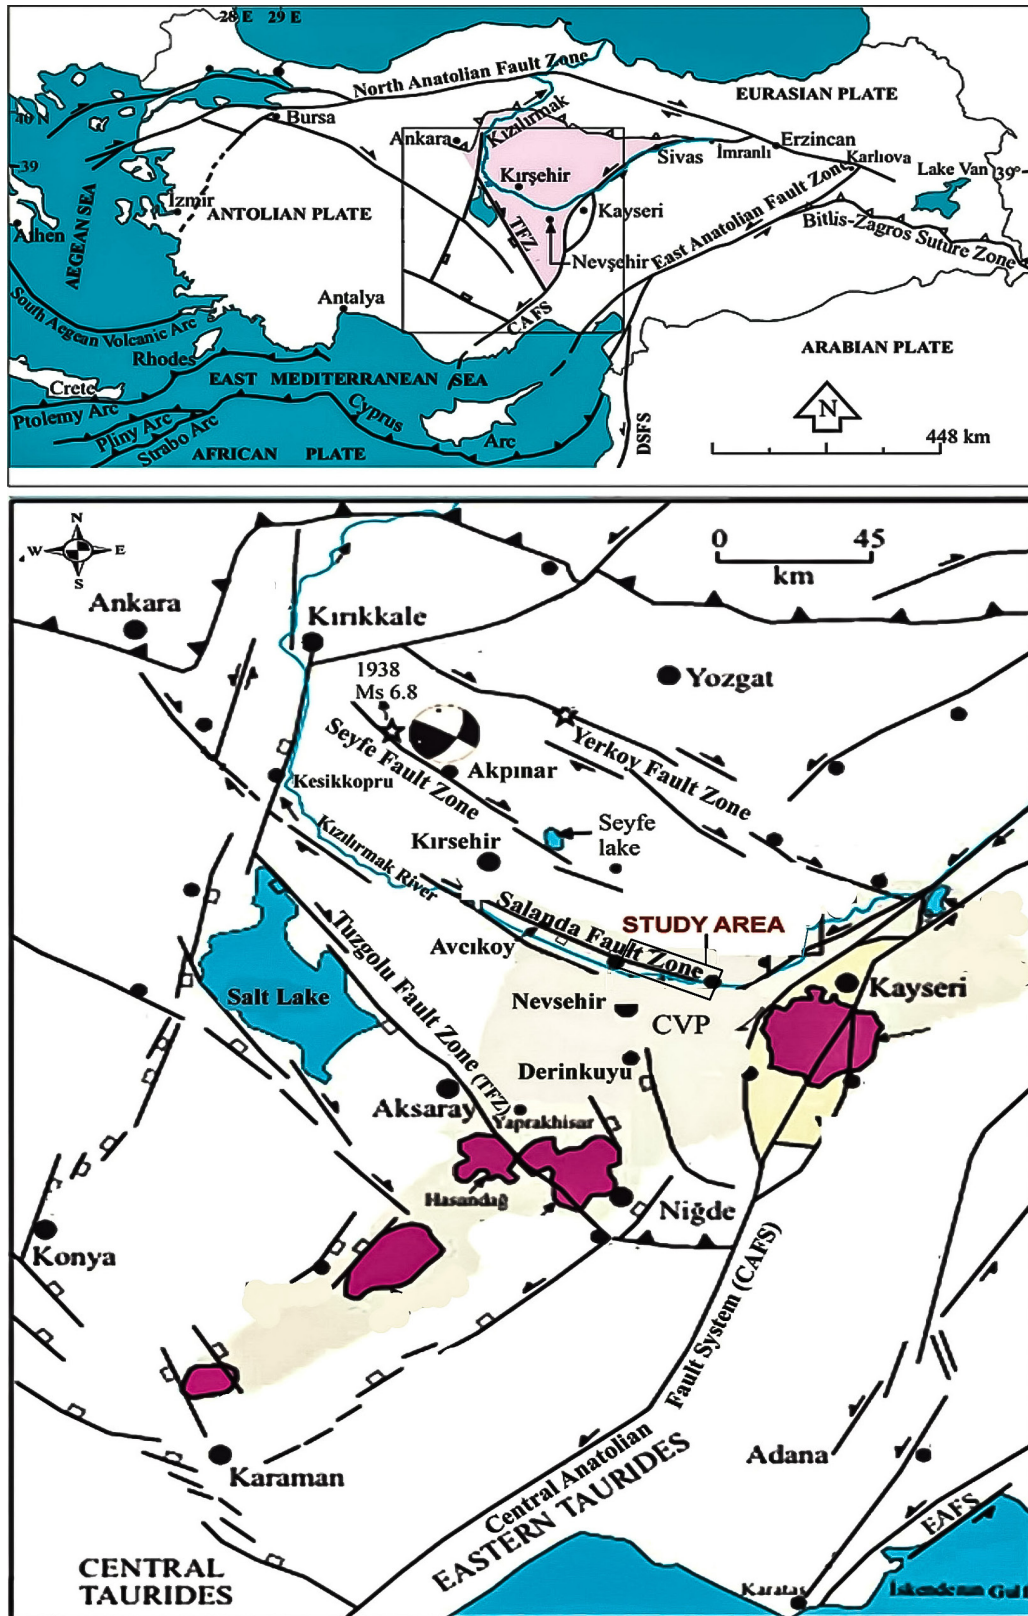 28 E 29 E
North Anatolian Fault Zone
EURASIAN PLATE
40 N
Bursa
Ankara
Kızılırmak
Sivas
İmranlı
Erzincan
Karlıova
39
Lake Van
39°
Kırşehir
İzmir
ANTOLIAN PLATE
Kayseri
TFZ
East Anatolian Fault Zone
Bitlis-Zagros Suture Zone
Athen
AEGEAN SEA
Nevşehir
South Aegean Volcanic Arc
Antalya
CAFS
Rhodes
ARABIAN PLATE
Crete
EAST MEDITERRANEAN SEA
Ptolemy Arc
Pliny Arc
Strabo Arc
Cyprus
Arc
N
DSFS
448 km
AFRICAN PLATE
N
W E
S
0 45
km
Ankara
Kırıkkale
1938
Ms 6.8
Yozgat
Seyfe Fault Zone
Yerkoy Fault Zone
Akpınar
Kesikkopru
Kızılırmak River
Kırsehir
Seyfe
lake
Salanda Fault Zone
STUDY AREA
Avcıkoy
Tuzgolu Fault Zone (TFZ)
Salt Lake
Nevsehir
CVP
Kayseri
Derinkuyu
Aksaray
Yaprakhisar
Hasandağ
Niğde
Konya
Central Anatolian Fault System (CAFS)
Karaman
EASTERN TAURIDES
Adana
EAFS
CENTRAL
TAURIDES
Karataş
İskenderun Gulf